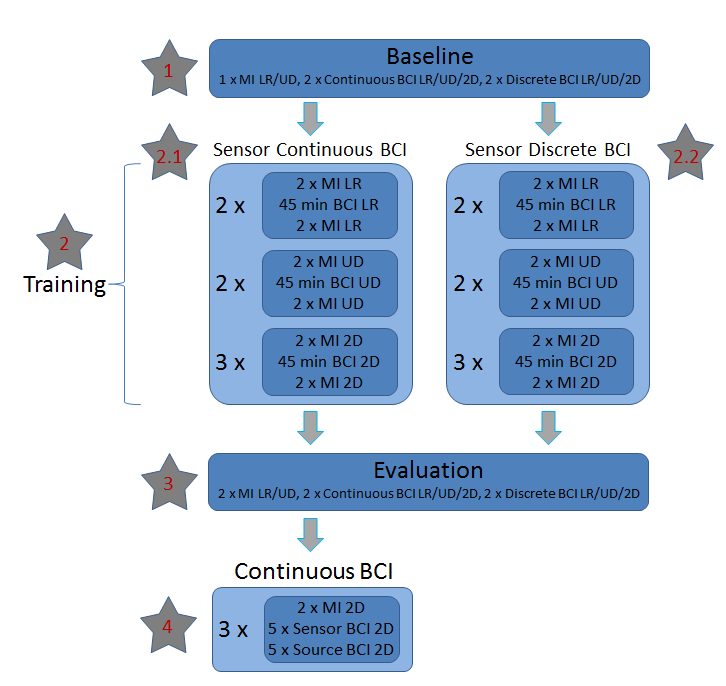 1
Baseline
1 x MI LR/UD, 2 x Continuous BCI LR/UD/2D, 2 x Discrete BCI LR/UD/2D
2
Training
2.1
Sensor Continuous BCI
2 x
2 x MI LR
45 min BCI LR
2 x MI LR
2 x
2 x MI UD
45 min BCI UD
2 x MI UD
3 x
2 x MI 2D
45 min BCI 2D
2 x MI 2D
Sensor Discrete BCI
2.2
2 x
2 x MI LR
45 min BCI LR
2 x MI LR
2 x
2 x MI UD
45 min BCI UD
2 x MI UD
3 x
2 x MI 2D
45 min BCI 2D
2 x MI 2D
3
Evaluation
2 x MI LR/UD, 2 x Continuous BCI LR/UD/2D, 2 x Discrete BCI LR/UD/2D
Continuous BCI
4
3 x
2 x MI 2D
5 x Sensor BCI 2D
5 x Source BCI 2D